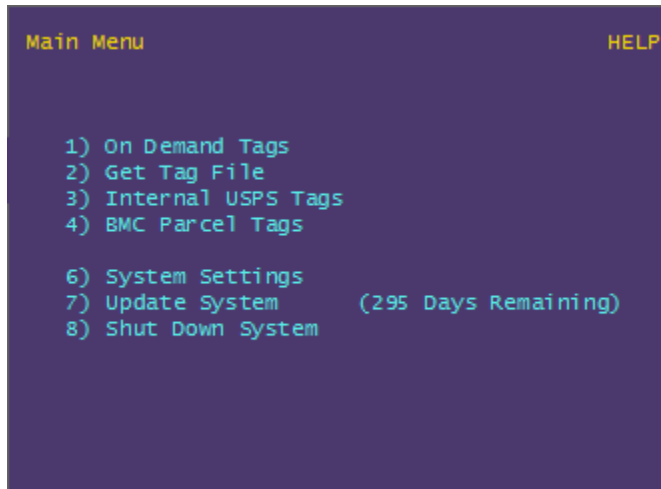 Main Menu HELP
1) On Demand Tags
2) Get Tag File
3) Internal USPS Tags
4) BMC Parcel Tags
6) System Settings
7) Update System (295 Days Remaining)
8) Shut Down System